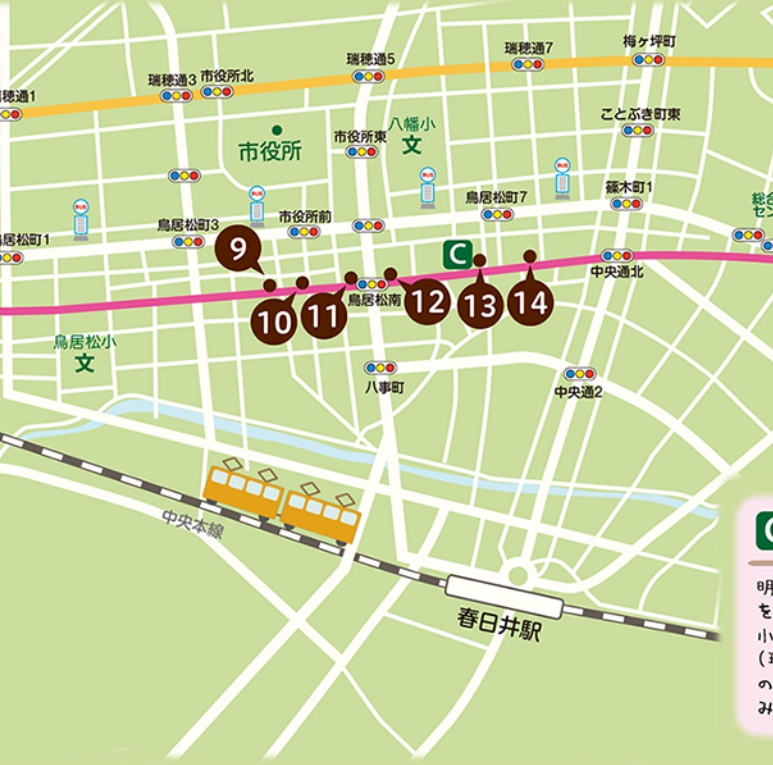 梅ヶ坪町
瑞穂通7
瑞穂通5
瑞穂通3
市役所北
穂通1
ことぶき町東
八幡小
文
市役所東
市役所
BUS
BUS
BUS
BUS
篠木町1
鳥居松町7
総合
セン
市役所前
鳥居松町3
居松町1
9
C
中央通北
10
11
鳥居松南
12
13
14
鳥居松小
文
八事町
中央通2
中央本線
春日井駅
明
を
小
の
み